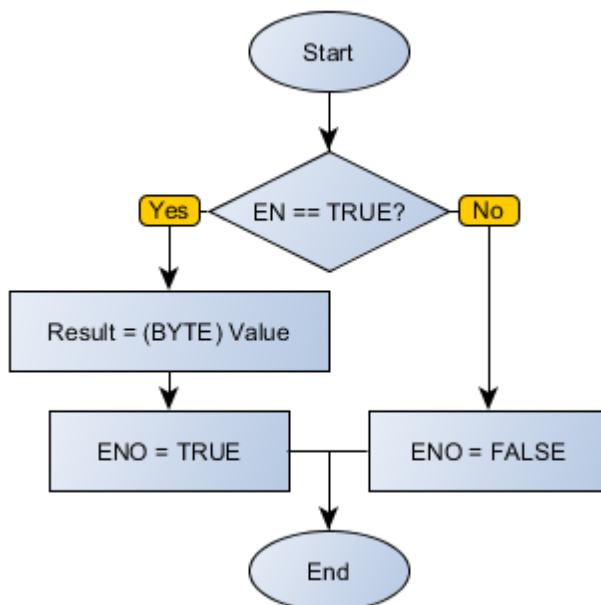 Start
EN == TRUE?
Yes
No
Result = (BYTE) Value
ENO = TRUE
ENO = FALSE
End